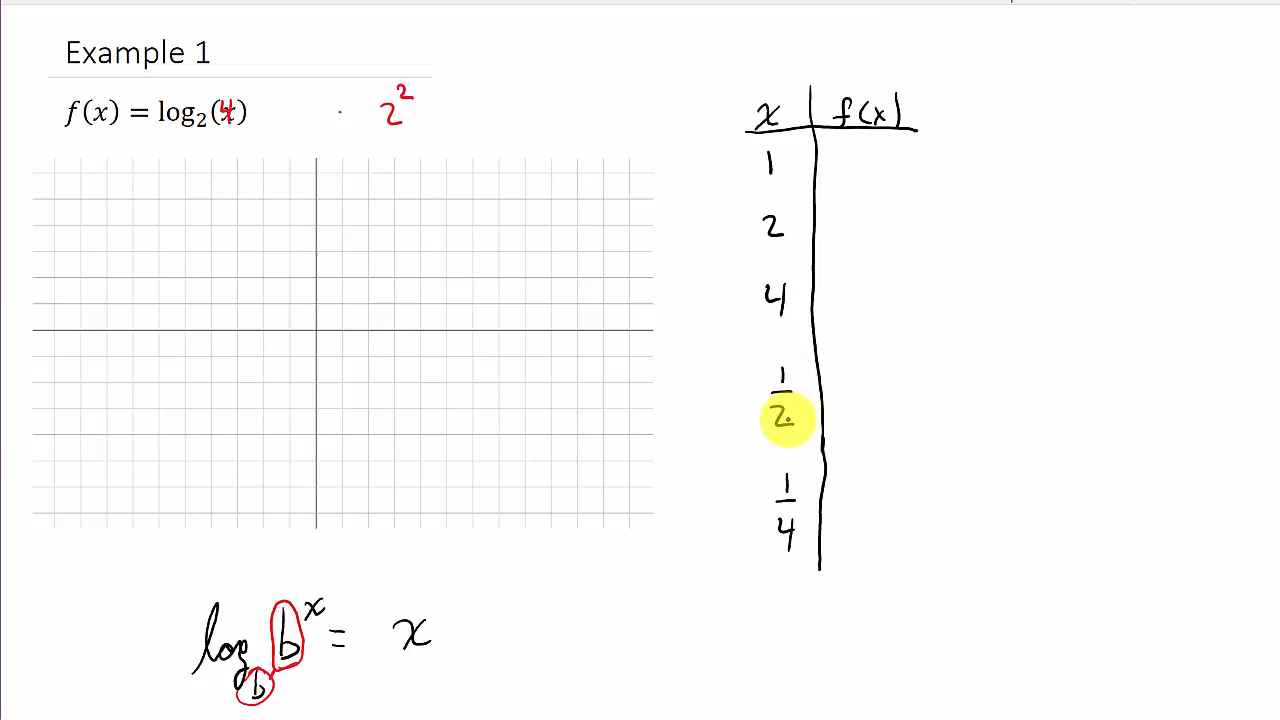 Example 1
f(x) = log₂(4) · 2²
x f(x)
1
2
4
1/2
1/4
log_b b^x = x